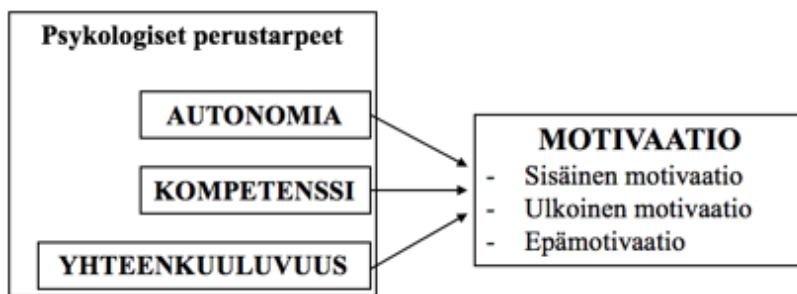 Psykologiset perustarpeet
AUTONOMIA
KOMPETENSSI
YHTEENKUULUVUUS
MOTIVAATIO
- Sisäinen motivaatio
- Ulkoinen motivaatio
- Epämotivaatio